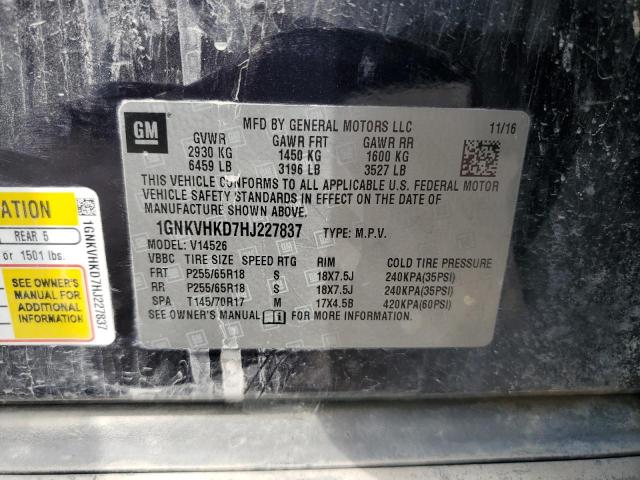 GM
MFD BY GENERAL MOTORS LLC 11/16
GVWR GAWR FRT GAWR RR
2930 KG 1450 KG 1600 KG
6459 LB 3196 LB 3527 LB
THIS VEHICLE CONFORMS TO ALL APPLICABLE U.S. FEDERAL MOTOR
VEHICLE SAFETY STANDARDS IN EFFECT ON THE DATE OF
MANUFACTURE SHOWN ABOVE.
1GNKVHKD7HJ227837 TYPE: M.P.V.
MODEL: V14526
VBBC TIRE SIZE SPEED RTG RIM COLD TIRE PRESSURE
FRT P255/65R18 S 18X7.5J 240KPA(35PSI)
RR P255/65R18 S 18X7.5J 240KPA(35PSI)
SPA T145/70R17 M 17X4.5B 420KPA(60PSI)
SEE OWNER'S MANUAL FOR MORE INFORMATION.
REAR 5
or 1501 lbs.
SEE OWNER'S
MANUAL FOR
ADDITIONAL
INFORMATION
1GNKVHKD7HJ227837